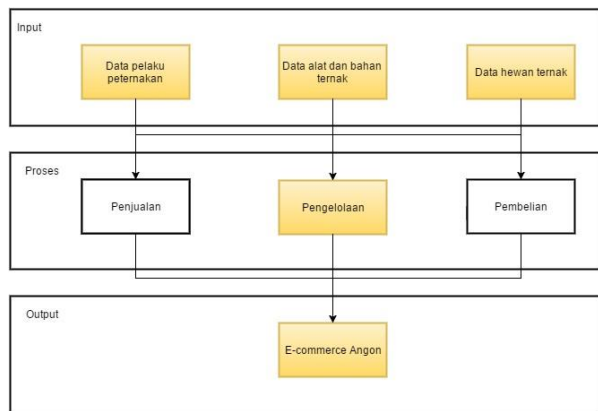 Input
Data pelaku
peternakan
Data alat dan bahan
ternak
Data hewan ternak
Proses
Penjualan
Pengelolaan
Pembelian
Output
E-commerce Angon